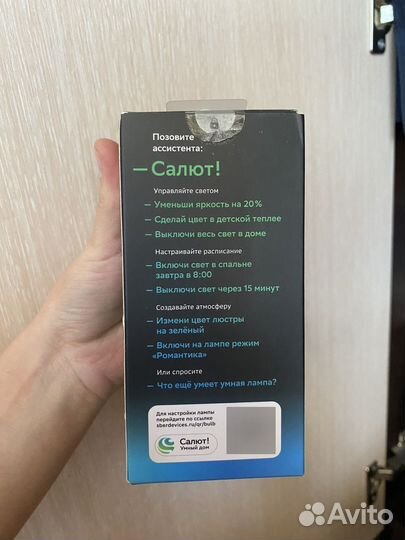 Позовите
ассистента:
— Салют!
Управляйте светом
— Уменьши яркость на 20%
— Сделай цвет в детской теплее
— Выключи весь свет в доме
Настраивайте расписание
— Включи свет в спальне
завтра в 8:00
— Выключи свет через 15 минут
Создавайте атмосферу
— Измени цвет люстры
на зелёный
— Включи на лампе режим
«Романтика»
Или спросите
— Что ещё умеет умная лампа?
Для настройки лампы
перейдите по ссылке
sberdevices.ru/qr/bulb
Салют!
Умный дом
Avito